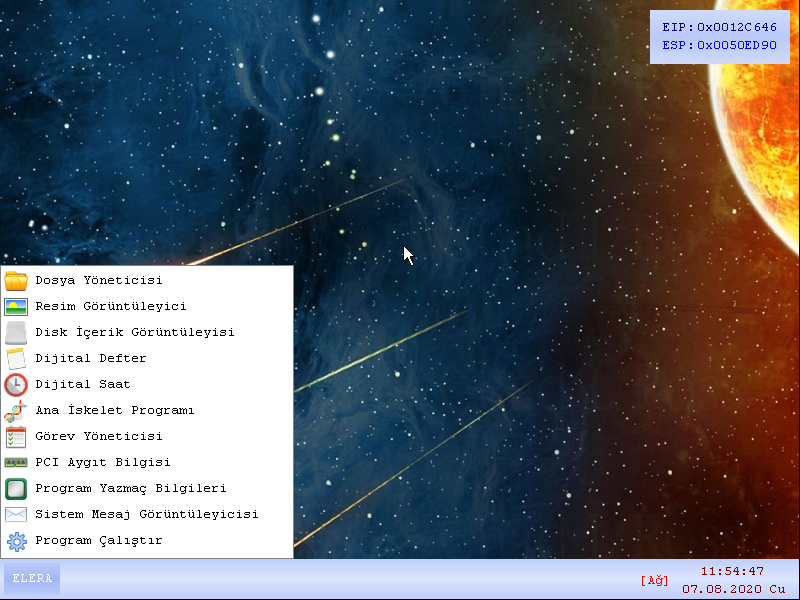 EIP:0x0012C646
ESP:0x0050ED90
Dosya Yöneticisi
Resim Görüntüleyici
Disk İçerik Görüntüleyisi
Dijital Defter
Dijital Saat
Ana İskelet Programı
Görev Yöneticisi
PCI Aygıt Bilgisi
Program Yazmaç Bilgileri
Sistem Mesaj Görüntüleyicisi
Program Çalıştır
ELERA
[Ağ]
11:54:47
07.08.2020 Cu